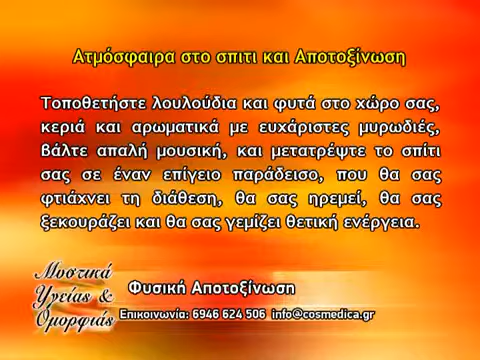 Ατμόσφαιρα στο σπιτι και Αποτοξίνωση
Τοποθετήστε λουλούδια και φυτά στο χώρο σας,
κεριά και αρωματικά με ευχάριστες μυρωδιές,
βάλτε απαλή μουσική, και μετατρέψτε το σπίτι
σας σε έναν επίγειο παράδεισο, που θα σας
φτιάχνει τη διάθεση, θα σας ηρεμεί, θα σας
ξεκουράζει και θα σας γεμίζει θετική ενέργεια.
Μυστικά
Υγείας &
Ομορφιάς
Φυσική Αποτοξίνωση
Επικοινωνία: 6946 624 506 info@cosmedica.gr